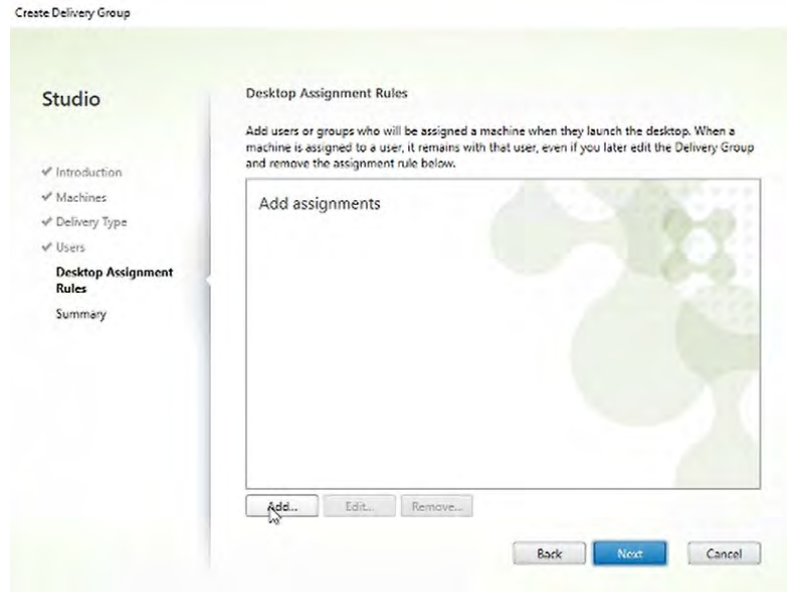 Create Delivery Group
Studio
Introduction
Machines
Delivery Type
Users
Desktop Assignment
Rules
Summary
Desktop Assignment Rules
Add users or groups who will be assigned a machine when they launch the desktop. When a
machine is assigned to a user, it remains with that user, even if you later edit the Delivery Group
and remove the assignment rule below.
Add assignments
Add...
Edit...
Remove...
Back
Next
Cancel